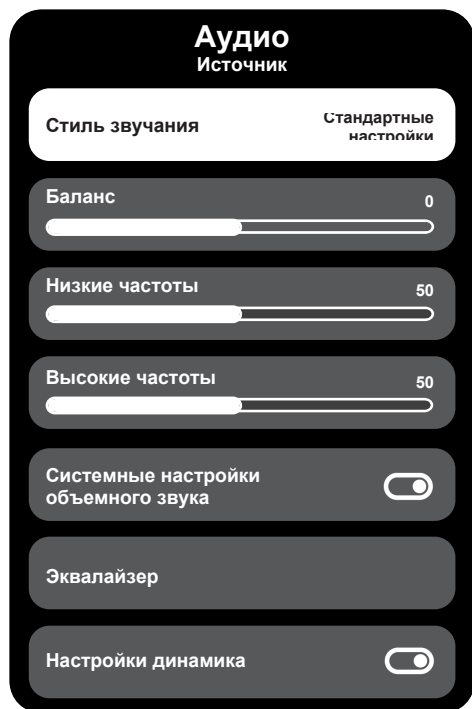 Аудио
Источник
Стиль звучания
Стандартные
настройки
Баланс
0
Низкие частоты
50
Высокие частоты
50
Системные настройки
объемного звука
Эквалайзер
Настройки динамика